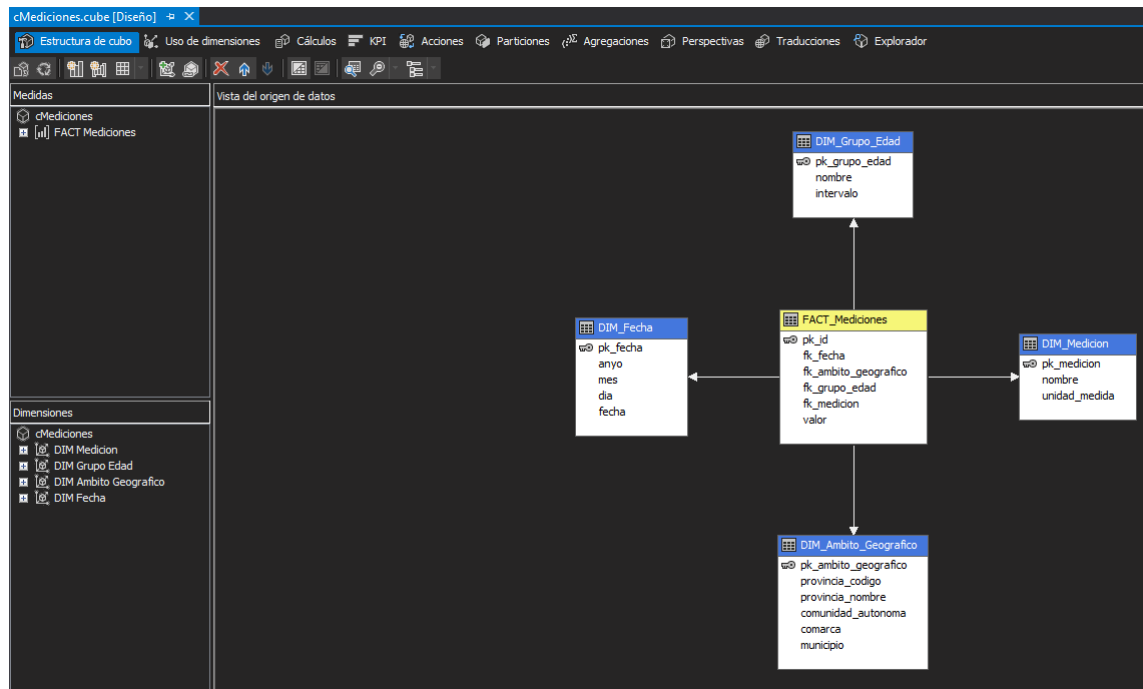 cMediciones.cube [Diseño]
Estructura de cubo Uso de dimensiones Cálculos KPI Acciones Particiones Agregaciones Perspectivas Traducciones Explorador
Medidas
cMediciones
FACT Mediciones
Dimensiones
cMediciones
DIM Medicion
DIM Grupo Edad
DIM Ambito Geografico
DIM Fecha
Vista del origen de datos
DIM_Grupo_Edad
pk_grupo_edad
nombre
intervalo
DIM_Fecha
pk_fecha
anyo
mes
dia
fecha
FACT_Mediciones
pk_id
fk_fecha
fk_ambito_geografico
fk_grupo_edad
fk_medicion
valor
DIM_Medicion
pk_medicion
nombre
unidad_medida
DIM_Ambito_Geografico
pk_ambito_geografico
provincia_codigo
provincia_nombre
comunidad_autonoma
comarca
municipio